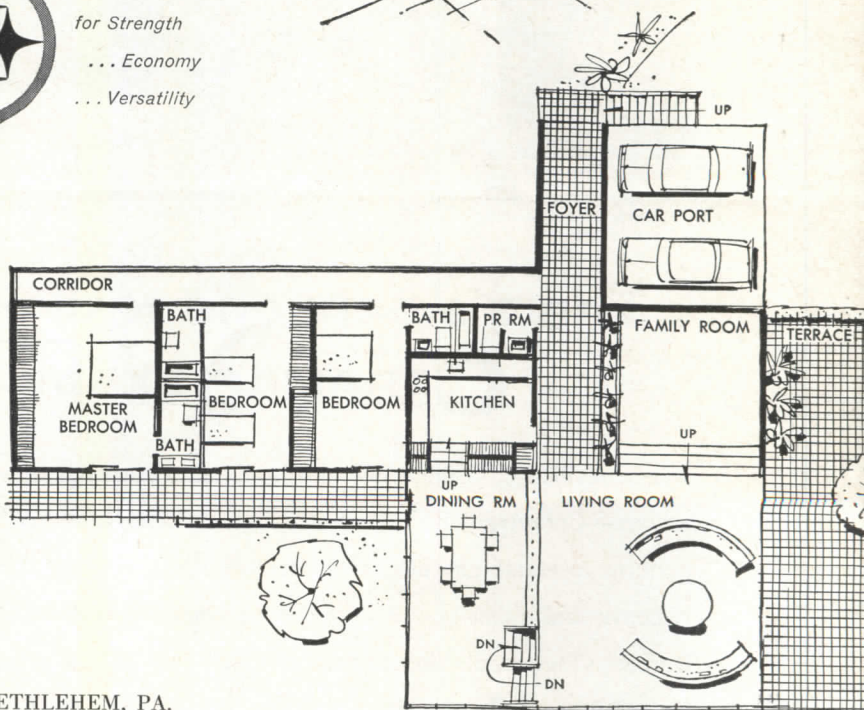 for Strength
... Economy
... Versatility
UP
FOYER
CAR PORT
CORRIDOR
BATH
BATH
PR RM
FAMILY ROOM
TERRACE
MASTER
BEDROOM
BEDROOM
BEDROOM
KITCHEN
BATH
UP
UP
DINING RM
LIVING ROOM
DN
DN
ETHLEHEM, PA.